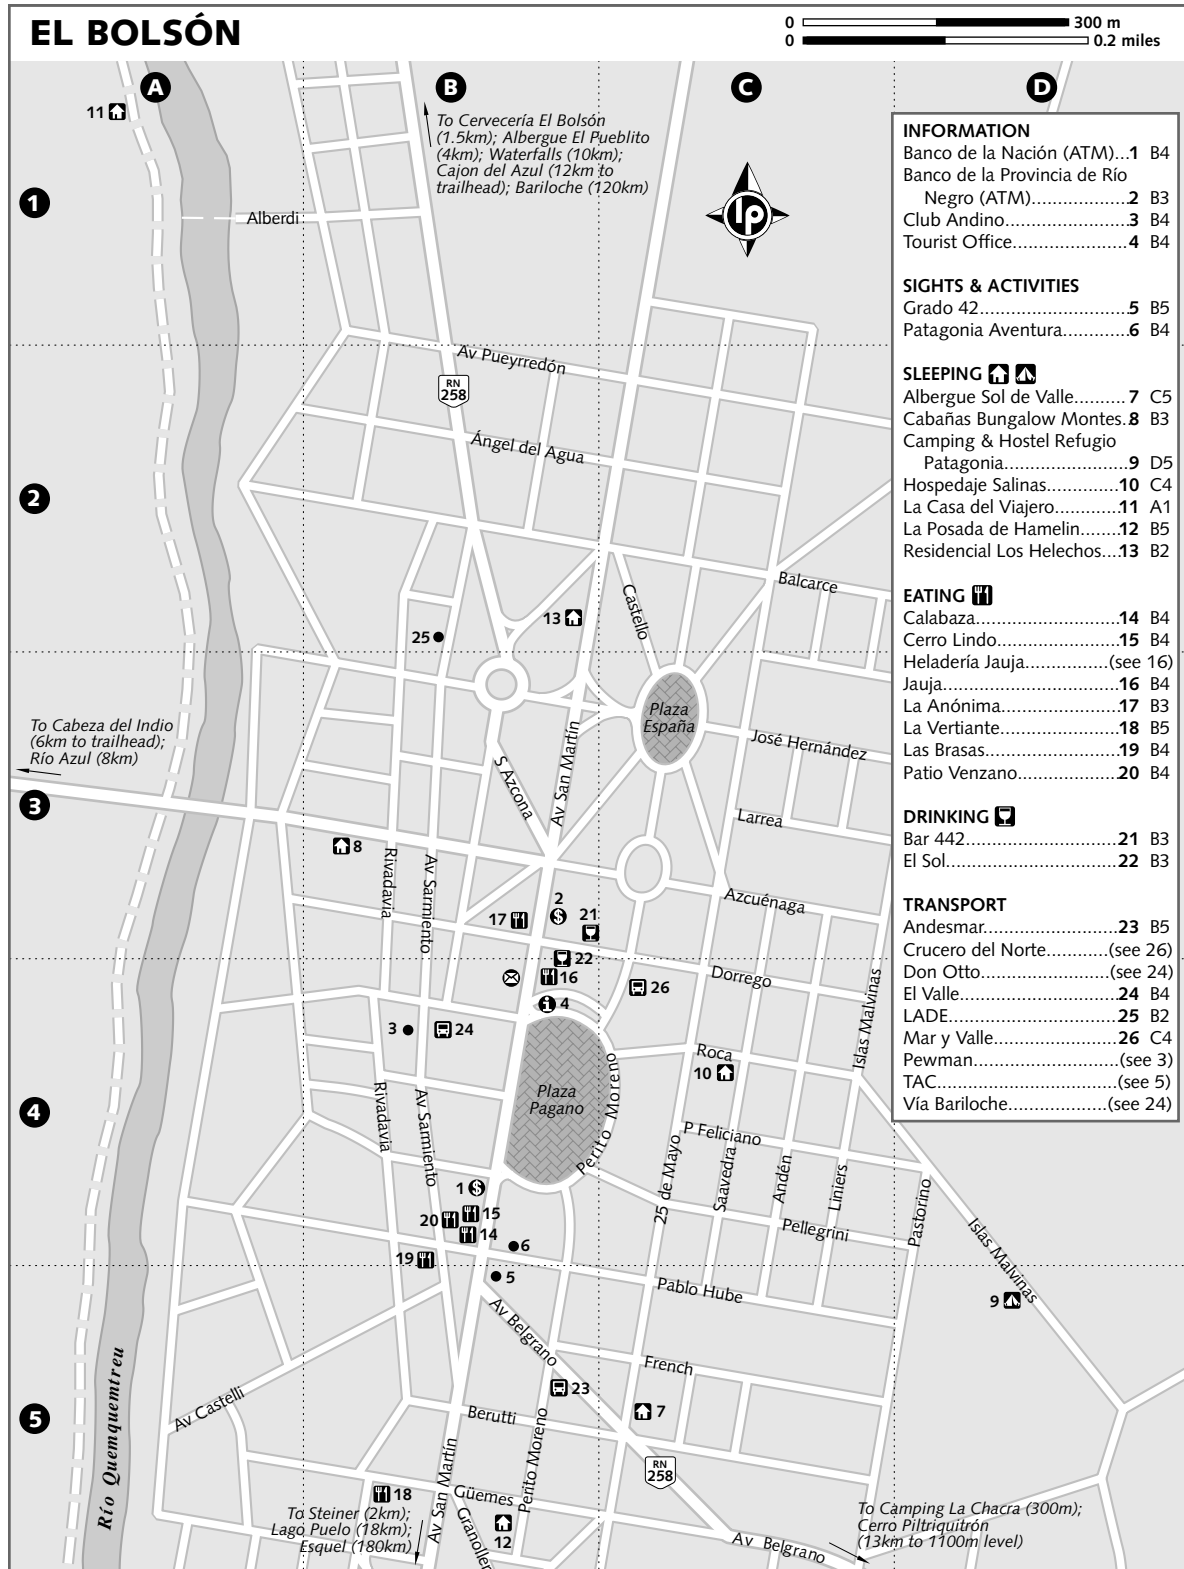 EL BOLSÓN
0 300 m
0 0.2 miles
A
B
C
D
1
2
3
4
5
11
To Cervecería El Bolsón
(1.5km); Albergue El Pueblito
(4km); Waterfalls (10km);
Cajon del Azul (12km to
trailhead); Bariloche (120km)
lp
Alberdi
Av Pueyrredón
RN
258
Ángel del Agua
Balcarce
Castello
13
25
Plaza
España
To Cabeza del Indio
(6km to trailhead);
Río Azul (8km)
José Hernández
S Azcona
Av San Martín
Larrea
8
Rivadavia
Av Sarmiento
Azcuénaga
2
21
17
22
16
Dorrego
26
4
Islas Malvinas
3
24
Roca
10
Plaza
Pagano
Perito Moreno
Rivadavia
Av Sarmiento
P Feliciano
25 de Mayo
Saavedra
Andén
Liniers
Pastorino
Pellegrini
1
15
20
14
6
19
5
Islas Malvinas
9
Pablo Hube
Av Belgrano
French
23
7
Av Castelli
Berutti
Perito Moreno
Av San Martín
RN
258
Río Quemquemtreu
18
Güemes
Granollers
12
To Steiner (2km);
Lago Puelo (18km);
Esquel (180km)
Av Belgrano
To Camping La Chacra (300m);
Cerro Piltriquitrón
(13km to 1100m level)
INFORMATION
Banco de la Nación (ATM)...1 B4
Banco de la Provincia de Río
Negro (ATM)....................2 B3
Club Andino......................3 B4
Tourist Office.....................4 B4
SIGHTS & ACTIVITIES
Grado 42...........................5 B5
Patagonia Aventura............6 B4
SLEEPING
Albergue Sol de Valle..........7 C5
Cabañas Bungalow Montes..8 B3
Camping & Hostel Refugio
Patagonia.......................9 D5
Hospedaje Salinas..............10 C4
La Casa del Viajero.............11 A1
La Posada de Hamelin........12 B5
Residencial Los Helechos....13 B2
EATING
Calabaza..........................14 B4
Cerro Lindo......................15 B4
Heladería Jauja...............(see 16)
Jauja................................16 B4
La Anónima......................17 B3
La Vertiante......................18 B5
Las Brasas........................19 B4
Patio Venzano...................20 B4
DRINKING
Bar 442............................21 B3
El Sol...............................22 B3
TRANSPORT
Andesmar.........................23 B5
Crucero del Norte............(see 26)
Don Otto........................(see 24)
El Valle.............................24 B4
LADE................................25 B2
Mar y Valle.......................26 C4
Pewman...........................(see 3)
TAC.................................(see 5)
Vía Bariloche..................(see 24)